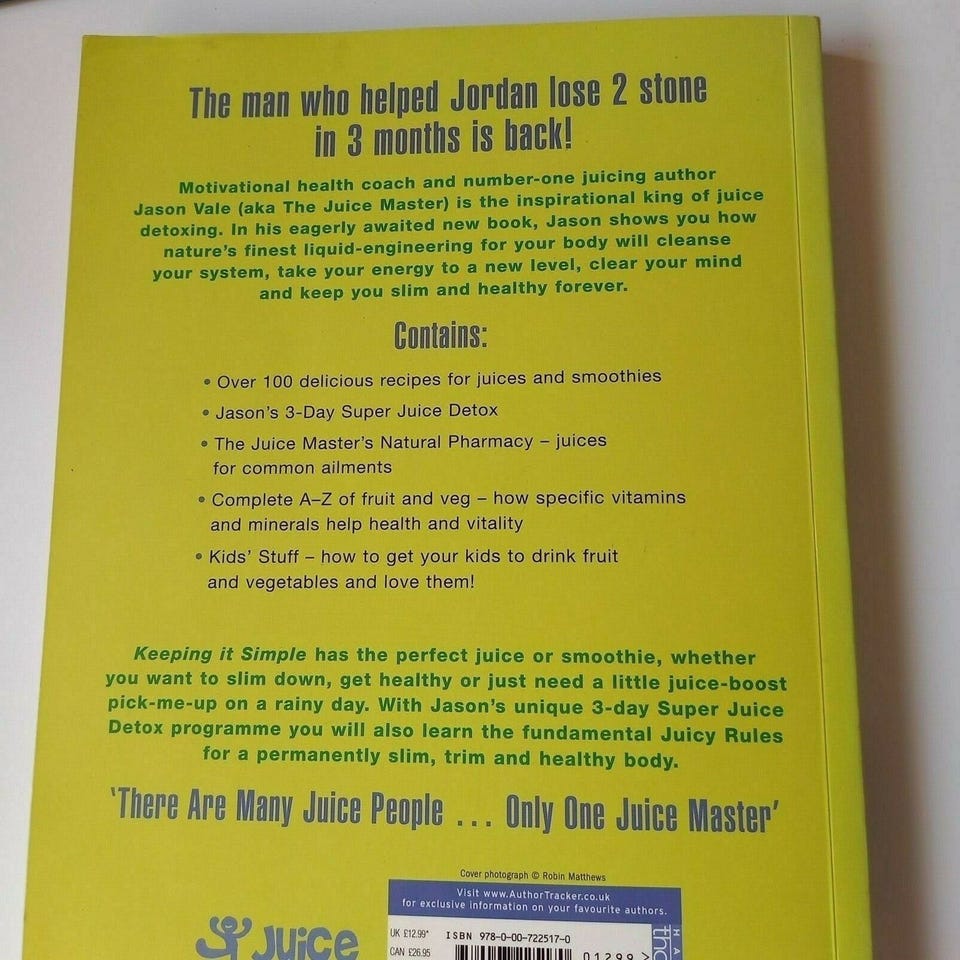 The man who helped Jordan lose 2 stone
in 3 months is back!
Motivational health coach and number-one juicing author
Jason Vale (aka The Juice Master) is the inspirational king of juice
detoxing. In his eagerly awaited new book, Jason shows you how
nature's finest liquid-engineering for your body will cleanse
your system, take your energy to a new level, clear your mind
and keep you slim and healthy forever.
Contains:
• Over 100 delicious recipes for juices and smoothies
• Jason's 3-Day Super Juice Detox
• The Juice Master's Natural Pharmacy – juices
for common ailments
• Complete A–Z of fruit and veg – how specific vitamins
and minerals help health and vitality
• Kids' Stuff – how to get your kids to drink fruit
and vegetables and love them!
Keeping it Simple has the perfect juice or smoothie, whether
you want to slim down, get healthy or just need a little juice-boost
pick-me-up on a rainy day. With Jason's unique 3-day Super Juice
Detox programme you will also learn the fundamental Juicy Rules
for a permanently slim, trim and healthy body.
'There Are Many Juice People ... Only One Juice Master'
Cover photograph © Robin Matthews
Visit www.AuthorTracker.co.uk
for exclusive information on your favourite authors.
UK £12.99* ISBN 978-0-00-722517-0
CAN £26.95
01299 >
Juice